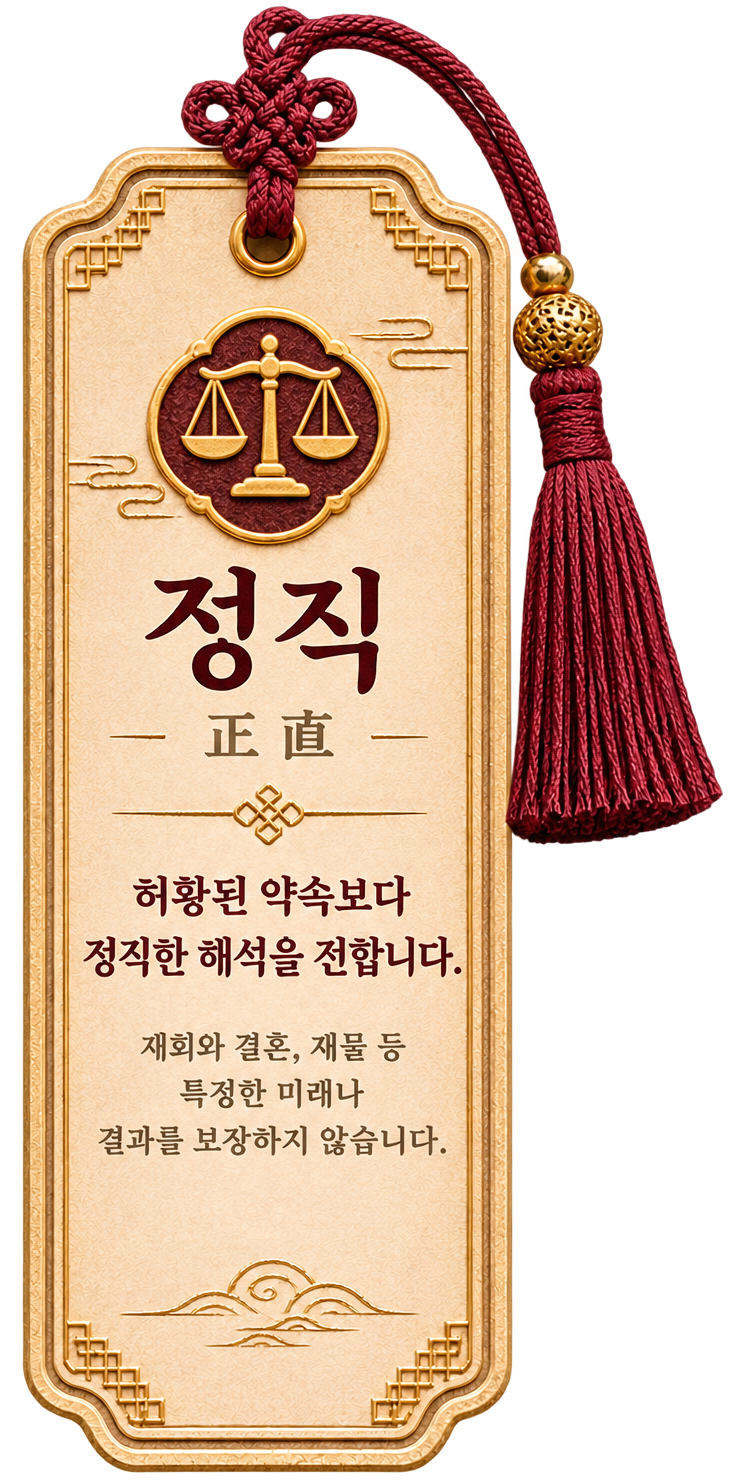 정직
正直
허황된 약속보다
정직한 해석을 전합니다.
재회와 결혼, 재물 등
특정한 미래나
결과를 보장하지 않습니다.